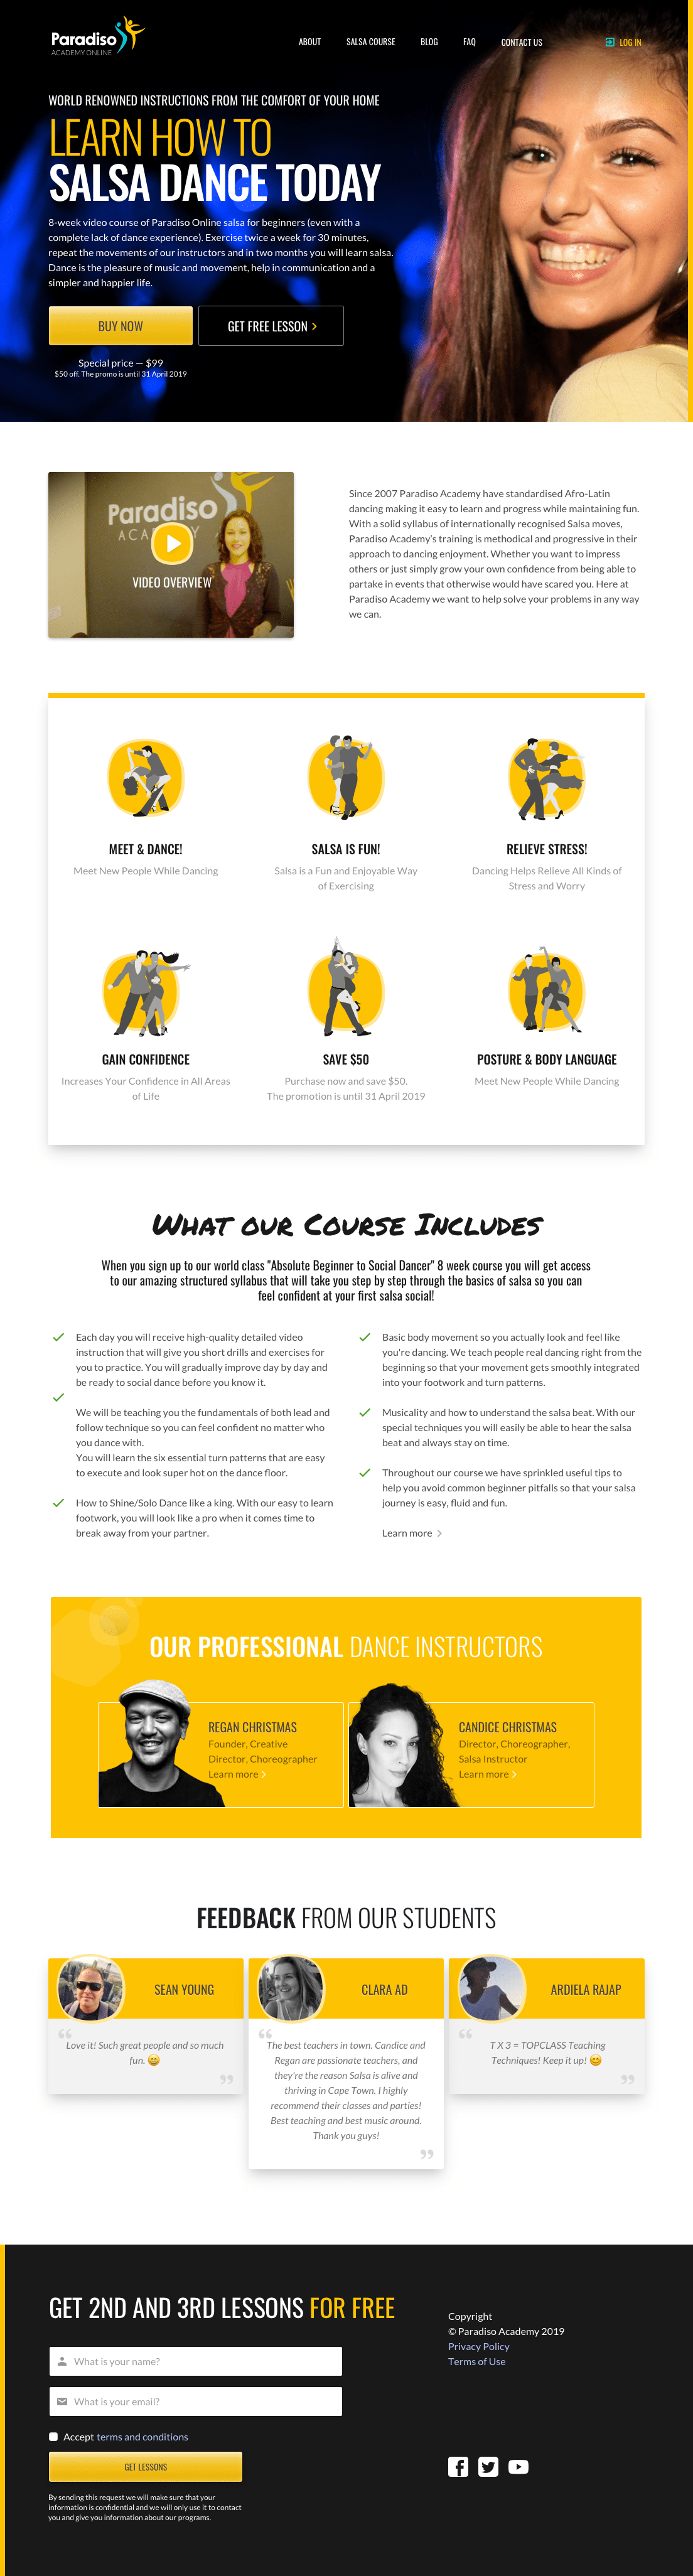 Paradiso
ACADEMY ONLINE
ABOUT
SALSA COURSE
BLOG
FAQ
CONTACT US
LOG IN
WORLD RENOWNED INSTRUCTIONS FROM THE COMFORT OF YOUR HOME
LEARN HOW TO
SALSA DANCE TODAY
8-week video course of Paradiso Online salsa for beginners (even with a
complete lack of dance experience). Exercise twice a week for 30 minutes,
repeat the movements of our instructors and in two months you will learn salsa.
Dance is the pleasure of music and movement, help in communication and a
simpler and happier life.
BUY NOW
GET FREE LESSON
Special price — $99
$50 off. The promo is until 31 April 2019
Paradiso
ACADEMY
VIDEO OVERVIEW
Since 2007 Paradiso Academy have standardised Afro-Latin
dancing making it easy to learn and progress while maintaining fun.
With a solid syllabus of internationally recognised Salsa moves,
Paradiso Academy's training is methodical and progressive in their
approach to dancing enjoyment. Whether you want to impress
others or just simply grow your own confidence from being able to
partake in events that otherwise would have scared you. Here at
Paradiso Academy we want to help solve your problems in any way
we can.
MEET & DANCE!
Meet New People While Dancing
SALSA IS FUN!
Salsa is a Fun and Enjoyable Way
of Exercising
RELIEVE STRESS!
Dancing Helps Relieve All Kinds of
Stress and Worry
GAIN CONFIDENCE
Increases Your Confidence in All Areas
of Life
SAVE $50
Purchase now and save $50.
The promotion is until 31 April 2019
POSTURE & BODY LANGUAGE
Meet New People While Dancing
What our Course Includes
When you sign up to our world class "Absolute Beginner to Social Dancer" 8 week course you will get access
to our amazing structured syllabus that will take you step by step through the basics of salsa so you can
feel confident at your first salsa social!
Each day you will receive high-quality detailed video
instruction that will give you short drills and exercises for
you to practice. You will gradually improve day by day and
be ready to social dance before you know it.
We will be teaching you the fundamentals of both lead and
follow technique so you can feel confident no matter who
you dance with.
You will learn the six essential turn patterns that are easy
to execute and look super hot on the dance floor.
How to Shine/Solo Dance like a king. With our easy to learn
footwork, you will look like a pro when it comes time to
break away from your partner.
Basic body movement so you actually look and feel like
you're dancing. We teach people real dancing right from the
beginning so that your movement gets smoothly integrated
into your footwork and turn patterns.
Musicality and how to understand the salsa beat. With our
special techniques you will easily be able to hear the salsa
beat and always stay on time.
Throughout our course we have sprinkled useful tips to
help you avoid common beginner pitfalls so that your salsa
journey is easy, fluid and fun.
Learn more
OUR PROFESSIONAL DANCE INSTRUCTORS
REGAN CHRISTMAS
Founder, Creative
Director, Choreographer
Learn more
CANDICE CHRISTMAS
Director, Choreographer,
Salsa Instructor
Learn more
FEEDBACK FROM OUR STUDENTS
SEAN YOUNG
“
Love it! Such great people and so much
fun. 😀
”
CLARA AD
“
The best teachers in town. Candice and
Regan are passionate teachers, and
they're the reason Salsa is alive and
thriving in Cape Town. I highly
recommend their classes and parties!
Best teaching and best music around.
Thank you guys!
”
ARDIELA RAJAP
“
T X 3 = TOPCLASS Teaching
Techniques! Keep it up! 😊
”
GET 2ND AND 3RD LESSONS FOR FREE
What is your name?
What is your email?
Accept terms and conditions
GET LESSONS
By sending this request we will make sure that your
information is confidential and we will only use it to contact
you and give you information about our programs.
Copyright
© Paradiso Academy 2019
Privacy Policy
Terms of Use